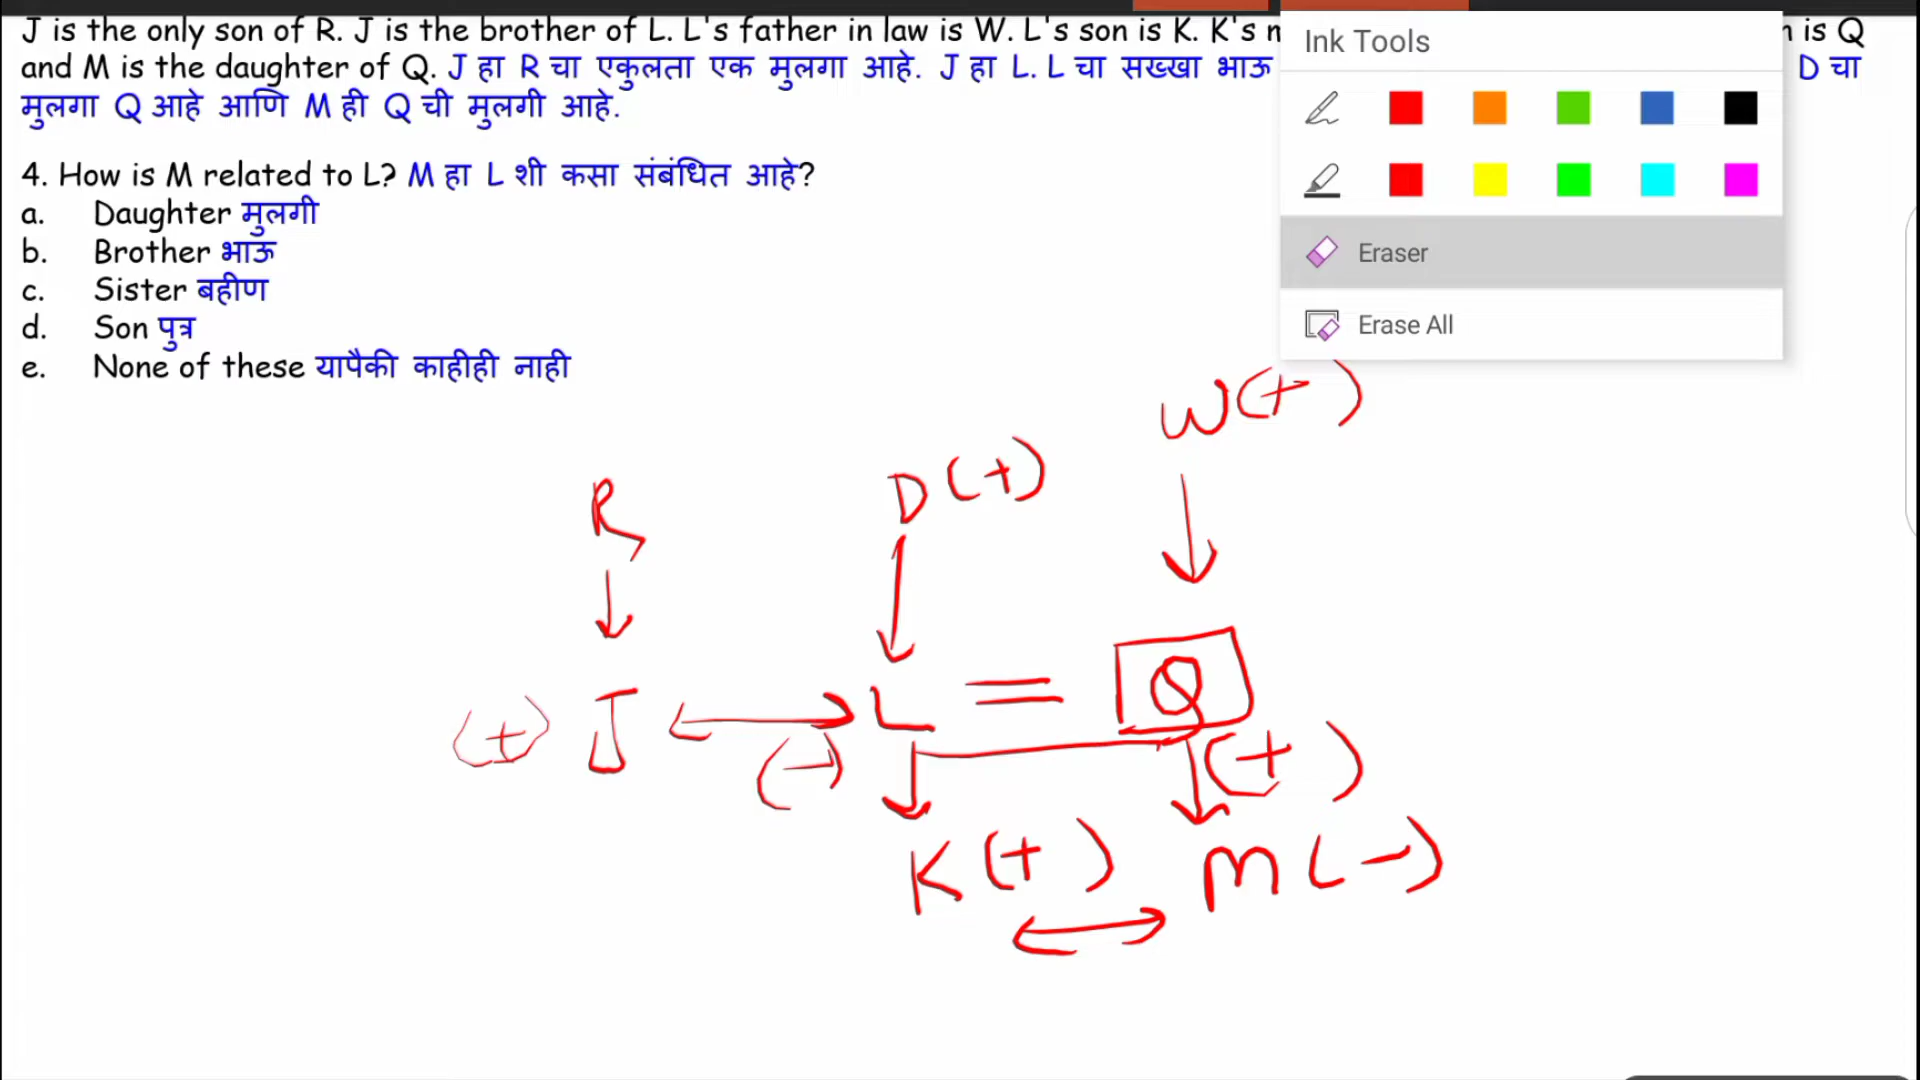 J is the only son of R. J is the brother of L. L's father in law is W. L's son is K. K's is Q
and M is the daughter of Q. J हा R चा एकुलता एक मुलगा आहे. J हा L. L चा सख्खा भाऊ D चा
मुलगा Q आहे आणि M ही Q ची मुलगी आहे.
4. How is M related to L? M हा L शी कसा संबंधित आहे?
a. Daughter मुलगी
b. Brother भाऊ
c. Sister बहीण
d. Son पुत्र
e. None of these यापैकी काहीही नाही
Ink Tools
Eraser
Erase All
W(+)
R D(+)
(+) J L = Q
(-) (+)
K(+) M(-)